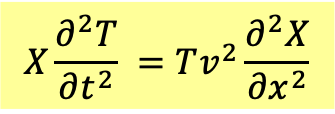 X ∂²T/∂t² = Tv² ∂²X/∂x²